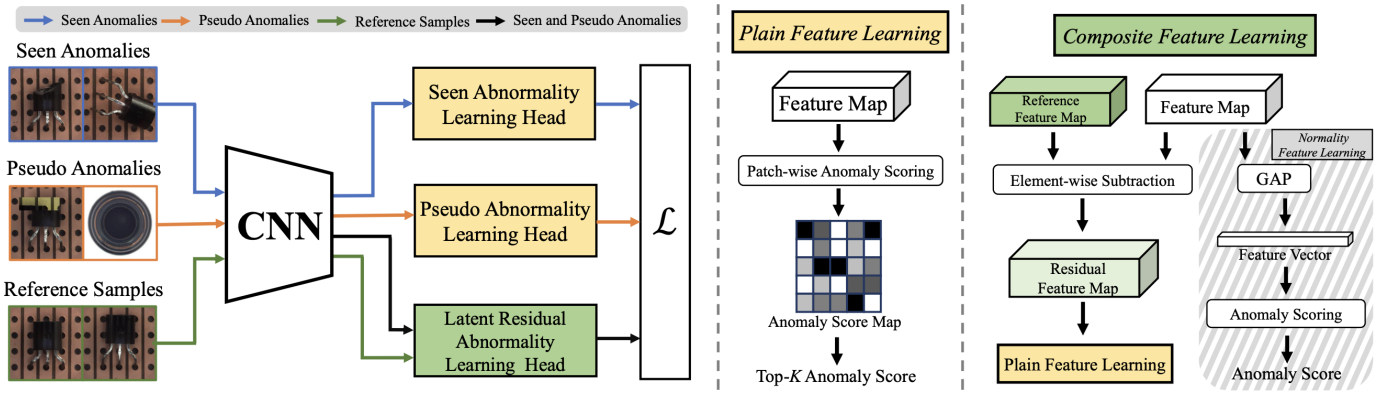 Seen Anomalies
Pseudo Anomalies
Reference Samples
Seen and Pseudo Anomalies
Seen Anomalies
Pseudo Anomalies
Reference Samples
CNN
Seen Abnormality
Learning Head
Pseudo Abnormality
Learning Head
Latent Residual
Abnormality
Learning Head
ℒ
Plain Feature Learning
Feature Map
Patch-wise Anomaly Scoring
Anomaly Score Map
Top-K Anomaly Score
Composite Feature Learning
Reference
Feature Map
Feature Map
Element-wise Subtraction
Residual
Feature Map
Plain Feature Learning
Normality
Feature Learning
GAP
Feature Vector
Anomaly Scoring
Anomaly Score